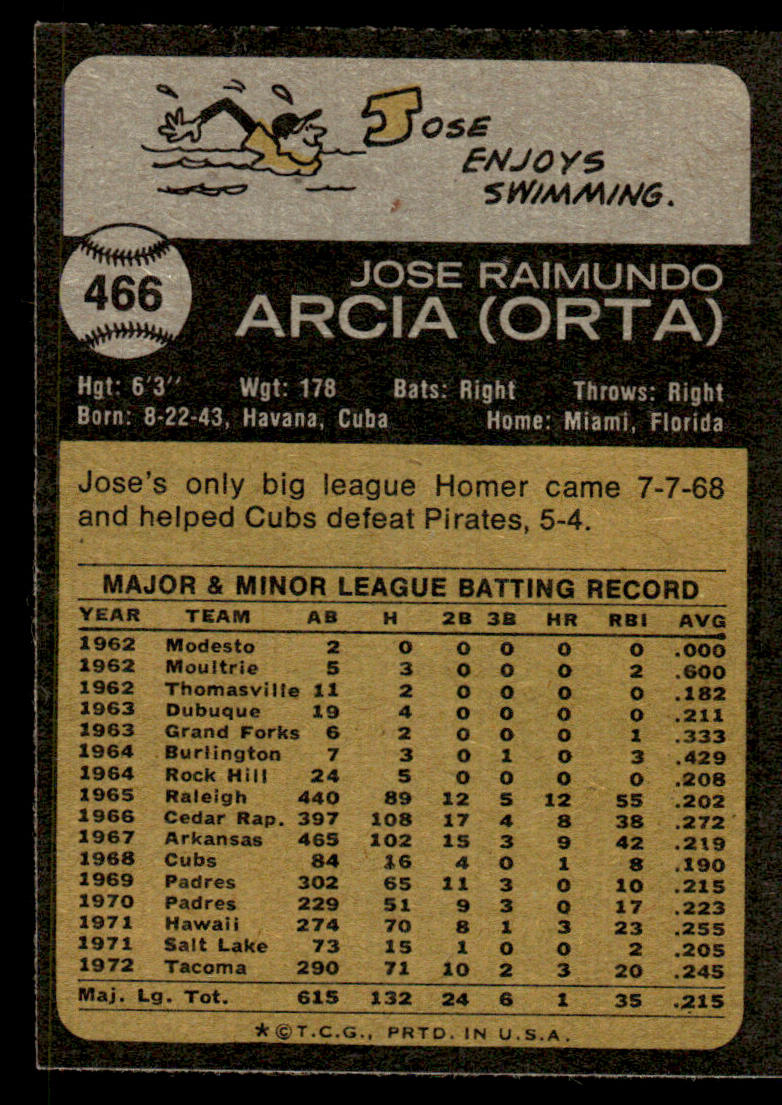 JOSE
ENJOYS
SWIMMING.
466
JOSE RAIMUNDO
ARCIA (ORTA)
Hgt: 6'3" Wgt: 178 Bats: Right Throws: Right
Born: 8-22-43, Havana, Cuba Home: Miami, Florida
Jose's only big league Homer came 7-7-68
and helped Cubs defeat Pirates, 5-4.
MAJOR & MINOR LEAGUE BATTING RECORD
YEAR TEAM AB H 2B 3B HR RBI AVG
1962 Modesto 2 0 0 0 0 0 .000
1962 Moultrie 5 3 0 0 0 2 .600
1962 Thomasville 11 2 0 0 0 0 .182
1963 Dubuque 19 4 0 0 0 0 .211
1963 Grand Forks 6 2 0 0 0 1 .333
1964 Burlington 7 3 0 1 0 3 .429
1964 Rock Hill 24 5 0 0 0 0 .208
1965 Raleigh 440 89 12 5 12 55 .202
1966 Cedar Rap. 397 108 17 4 8 38 .272
1967 Arkansas 465 102 15 3 9 42 .219
1968 Cubs 84 16 4 0 1 8 .190
1969 Padres 302 65 11 3 0 10 .215
1970 Padres 229 51 9 3 0 17 .223
1971 Hawaii 274 70 8 1 3 23 .255
1971 Salt Lake 73 15 1 0 0 2 .205
1972 Tacoma 290 71 10 2 3 20 .245
Maj. Lg. Tot. 615 132 24 6 1 35 .215
*©T.C.G., PRTD. IN U.S.A.